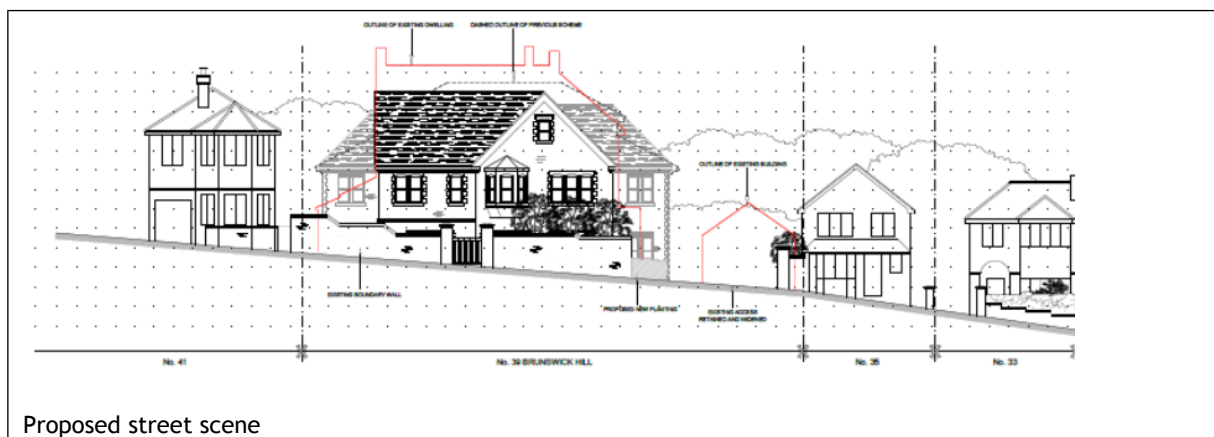 OUTLINE OF EXISTING DWELLING
DASHED OUTLINE OF PREVIOUS SCHEME
OUTLINE OF EXISTING BUILDING
EXISTING BOUNDARY WALL
PROPOSED NEW PLANTING
EXISTING ACCESS
RETAINED AND WIDENED
No. 41
No. 39 BRUNSWICK HILL
No. 35
No. 33
Proposed street scene